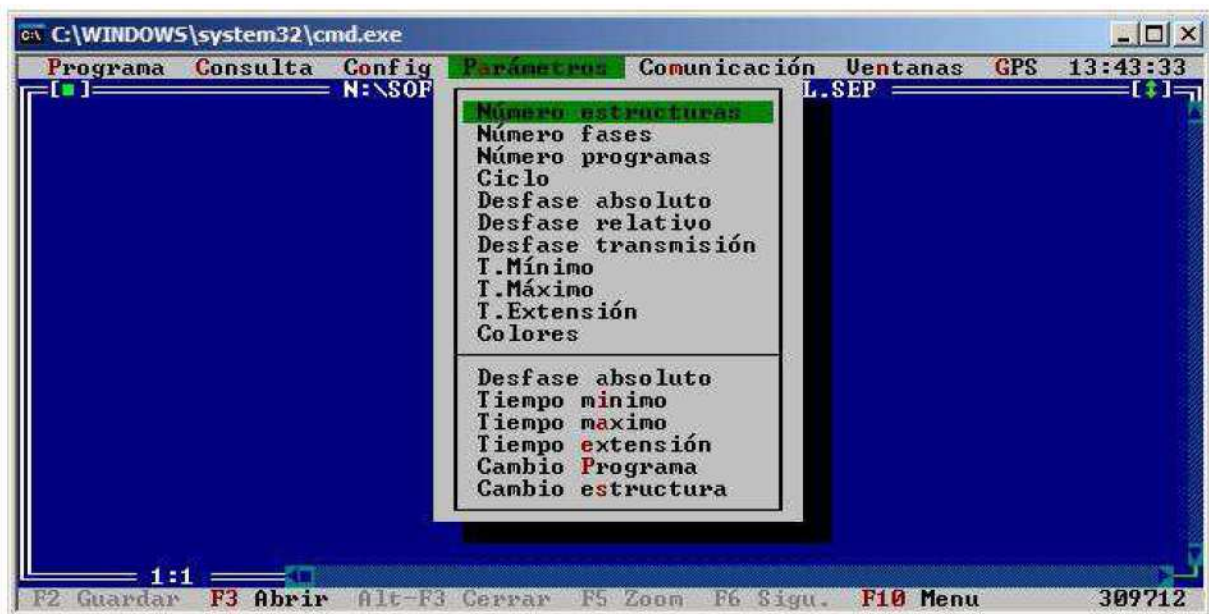 C:\WINDOWS\system32\cmd.exe
Programa Consulta Config Parámetros Comunicación Ventanas GPS 13:43:33
N:\SOF L.SEP
Número estructuras
Número fases
Número programas
Ciclo
Desfase absoluto
Desfase relativo
Desfase transmisión
T.Mínimo
T.Máximo
T.Extensión
Colores
Desfase absoluto
Tiempo minimo
Tiempo maximo
Tiempo extensión
Cambio Programa
Cambio estructura
1:1
F2 Guardar F3 Abrir Alt-F3 Cerrar F5 Zoom F6 Sigu. F10 Menu 309712